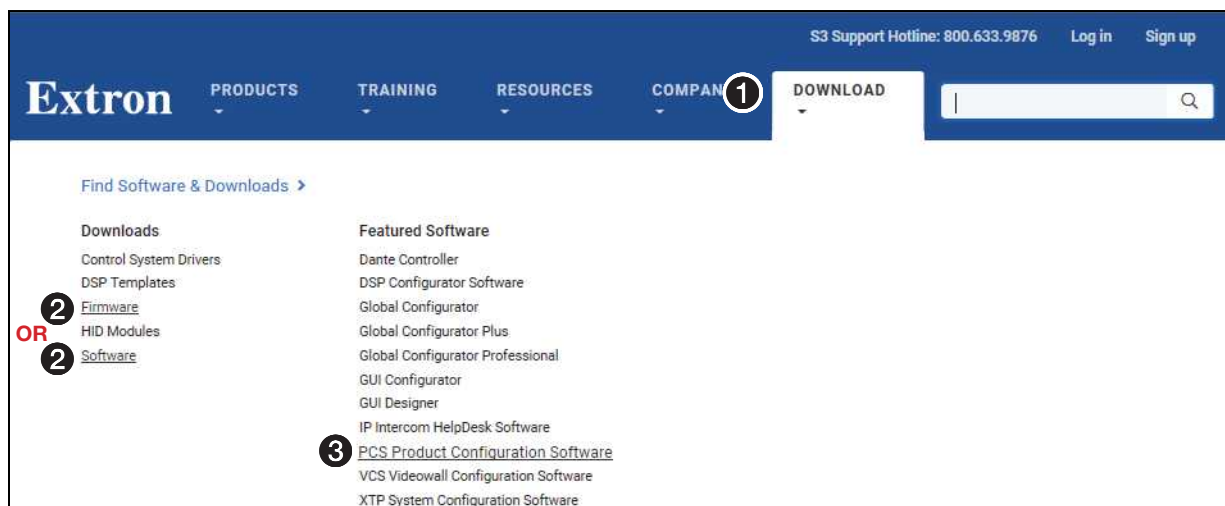 S3 Support Hotline: 800.633.9876 Log in Sign up
Extron PRODUCTS TRAINING RESOURCES COMPAN 1 DOWNLOAD
Find Software & Downloads >
Downloads
Control System Drivers
DSP Templates
2 Firmware
OR HID Modules
2 Software
Featured Software
Dante Controller
DSP Configurator Software
Global Configurator
Global Configurator Plus
Global Configurator Professional
GUI Configurator
GUI Designer
IP Intercom HelpDesk Software
3 PCS Product Configuration Software
VCS Videowall Configuration Software
XTP System Configuration Software